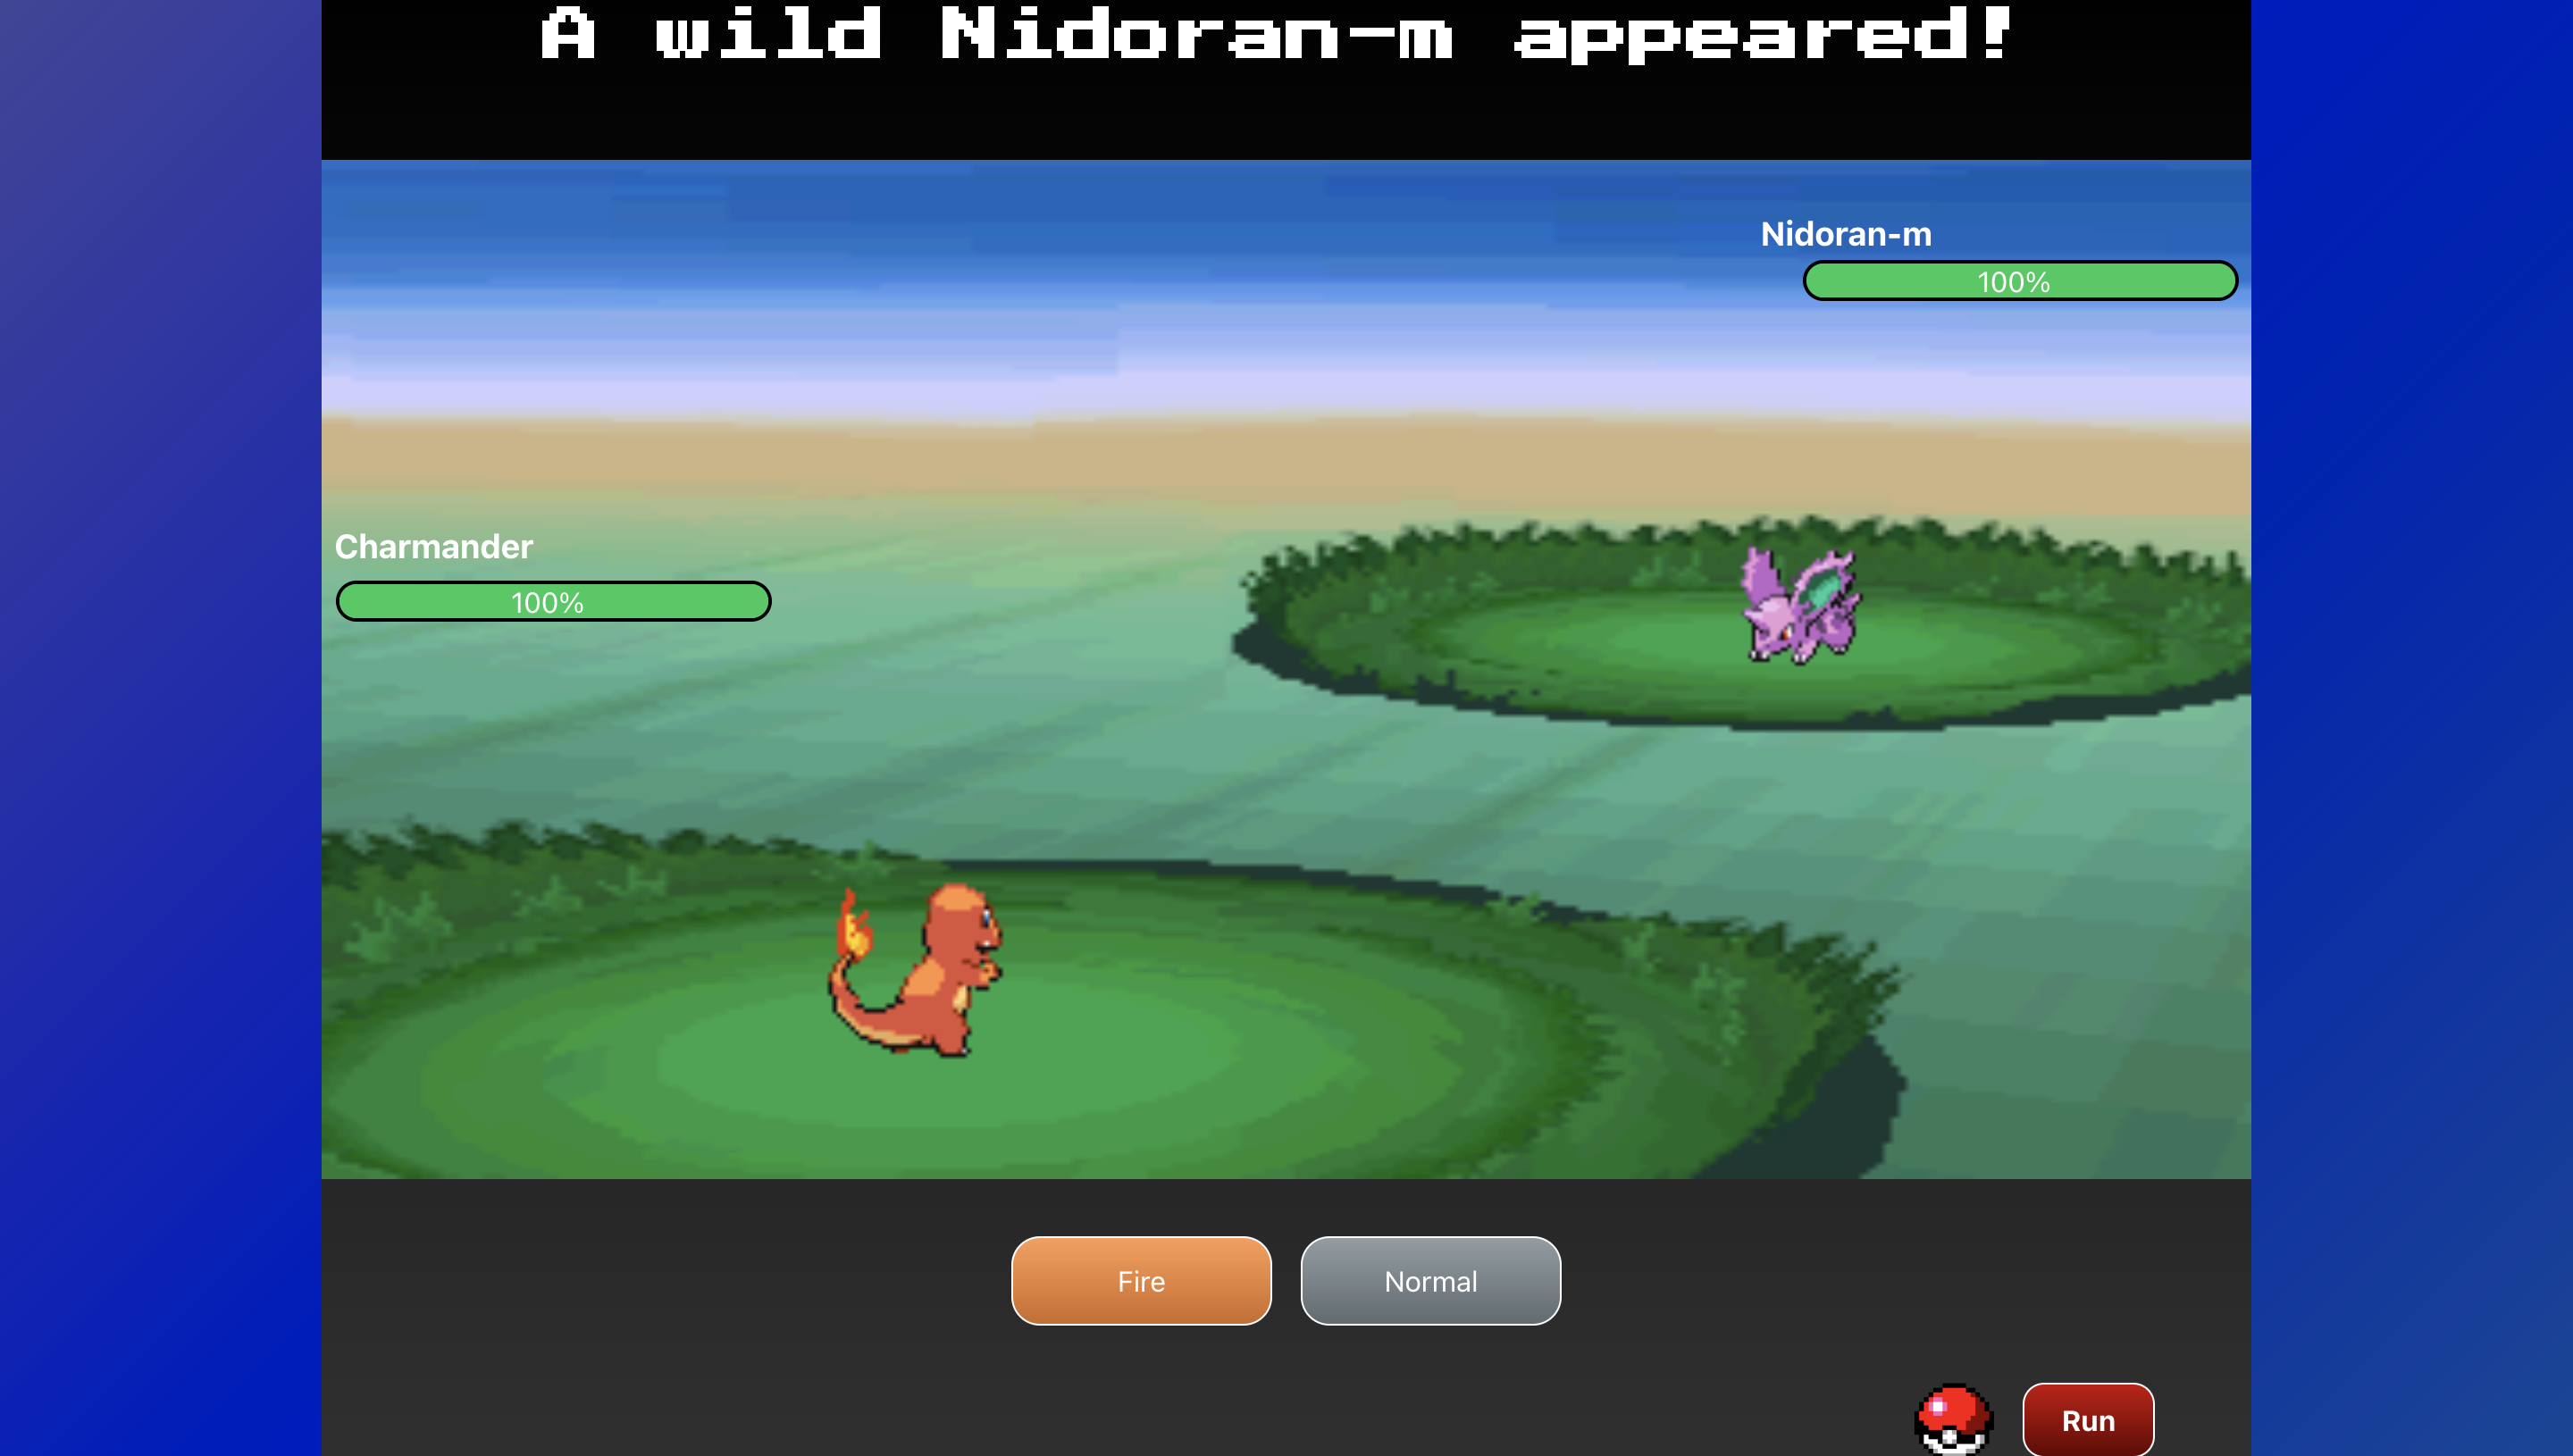 A wild Nidoran-m appeared!
Nidoran-m
100%
Charmander
100%
Fire
Normal
Run